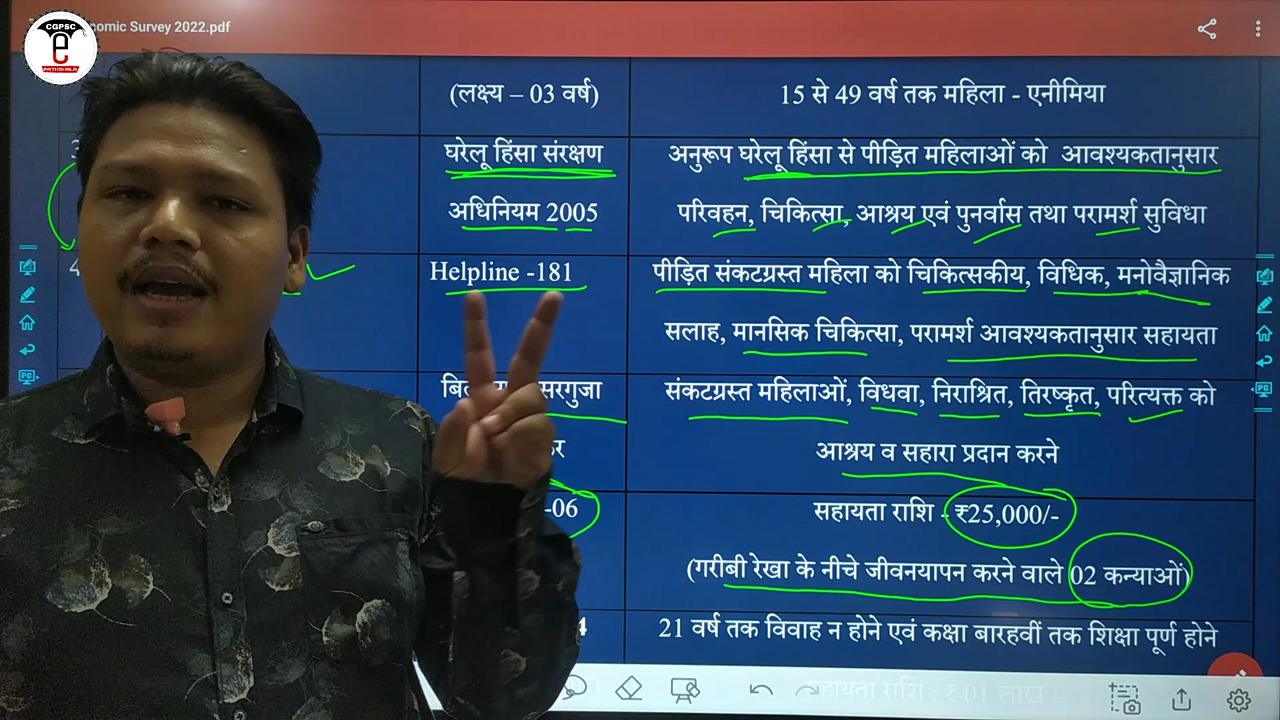 CGPSC
e
PATHSHALA
omic Survey 2022.pdf
(लक्ष्य – 03 वर्ष)
15 से 49 वर्ष तक महिला - एनीमिया
घरेलू हिंसा संरक्षण
अनुरूप घरेलू हिंसा से पीड़ित महिलाओं को आवश्यकतानुसार
अधिनियम 2005
परिवहन, चिकित्सा, आश्रय एवं पुनर्वास तथा परामर्श सुविधा
4
Helpline -181
पीड़ित संकटग्रस्त महिला को चिकित्सकीय, विधिक, मनोवैज्ञानिक
सलाह, मानसिक चिकित्सा, परामर्श आवश्यकतानुसार सहायता
सरगुजा
संकटग्रस्त महिलाओं, विधवा, निराश्रित, तिरष्कृत, परित्यक्त को
आश्रय व सहारा प्रदान करने
-06
सहायता राशि - ₹25,000/-
(गरीबी रेखा के नीचे जीवनयापन करने वाले 02 कन्याओं)
4
21 वर्ष तक विवाह न होने एवं कक्षा बारहवीं तक शिक्षा पूर्ण होने
सहायता राशि : ₹ 01 लाख